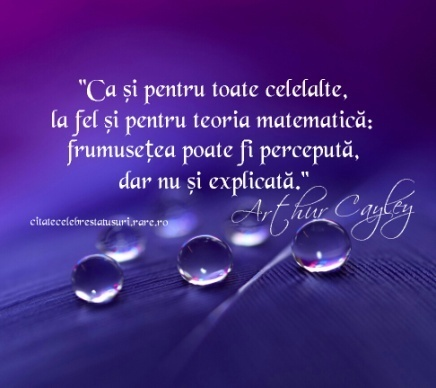 "Ca și pentru toate celelalte,
la fel și pentru teoria matematică:
frumusețea poate fi percepută,
dar nu și explicată."
Arthur Cayley
citatecelebrestatusuri.rare.ro